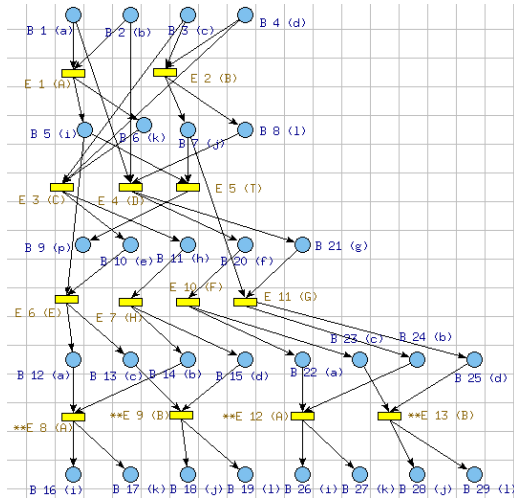 B 1 (a)
B 2 (b)
B 3 (c)
B 4 (d)
E 1 (A)
E 2 (B)
B 5 (i)
B 6 (k)
B 7 (j)
B 8 (l)
E 3 (C)
E 4 (D)
E 5 (T)
B 9 (p)
B 10 (e)
B 11 (h)
B 20 (f)
B 21 (g)
E 6 (E)
E 7 (H)
E 10 (F)
E 11 (G)
B 12 (a)
B 13 (c)
B 14 (b)
B 15 (d)
B 22 (a)
B 23 (c)
B 24 (b)
B 25 (d)
**E 8 (A)
**E 9 (B)
**E 12 (A)
**E 13 (B)
B 16 (i)
B 17 (k)
B 18 (j)
B 19 (l)
B 26 (i)
B 27 (k)
B 28 (j)
B 29 (l)